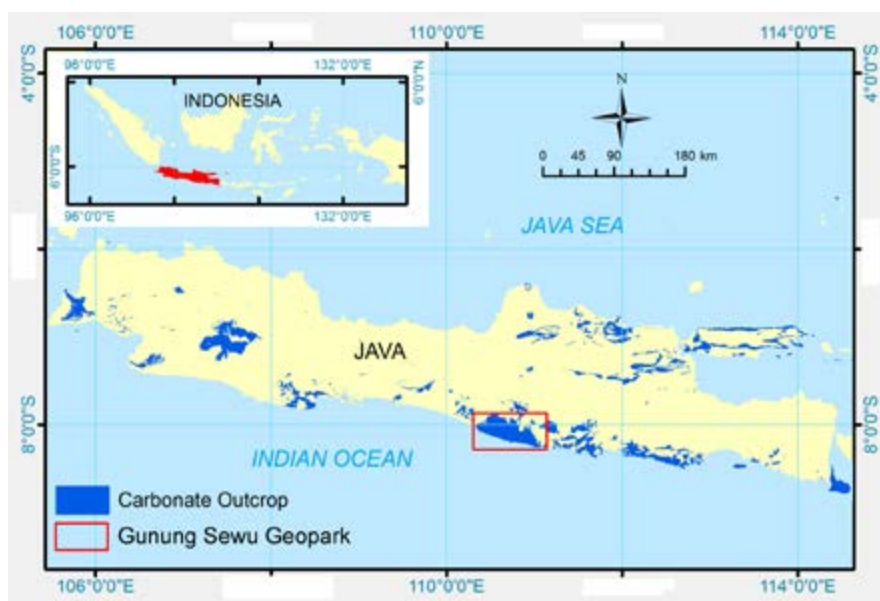 106°0'0"E 110°0'0"E 114°0'0"E
4°0'0"S
96°0'0"E 132°0'0"E
6°0'0"N
INDONESIA
6°0'0"S
96°0'0"E 132°0'0"E
N
0 45 90 180 km
JAVA SEA
JAVA
8°0'0"S
8°0'0"S
INDIAN OCEAN
Carbonate Outcrop
Gunung Sewu Geopark
106°0'0"E 110°0'0"E 114°0'0"E
4°0'0"S